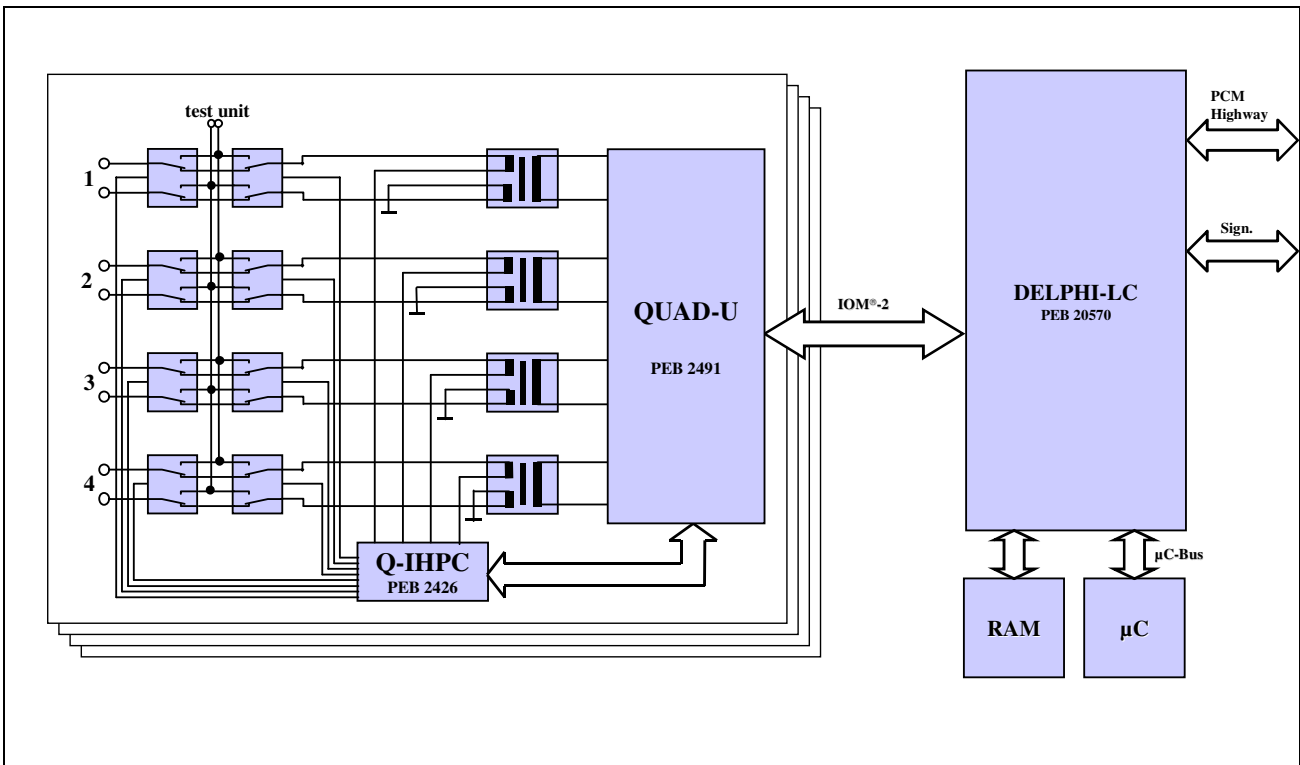 test unit
1
2
3
4
QUAD-U
PEB 2491
Q-IHPC
PEB 2426
IOM®-2
DELPHI-LC
PEB 20570
PCM
Highway
Sign.
µC-Bus
RAM
µC